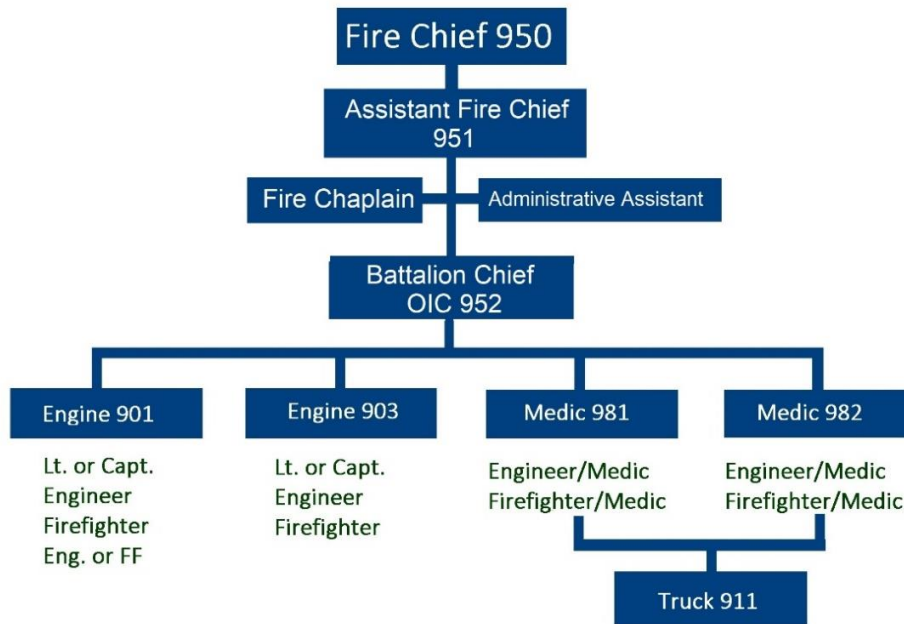 Fire Chief 950
Assistant Fire Chief
951
Fire Chaplain
Administrative Assistant
Battalion Chief
OIC 952
Engine 901
Lt. or Capt.
Engineer
Firefighter
Eng. or FF
Engine 903
Lt. or Capt.
Engineer
Firefighter
Medic 981
Engineer/Medic
Firefighter/Medic
Medic 982
Engineer/Medic
Firefighter/Medic
Truck 911